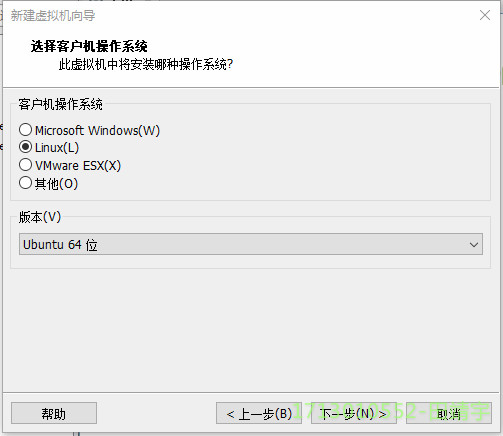 新建虚拟机向导
选择客户机操作系统
此虚拟机中将安装哪种操作系统?
客户机操作系统
Microsoft Windows(W)
Linux(L)
VMware ESX(X)
其他(O)
版本(V)
Ubuntu 64 位
帮助
< 上一步(B)
下一步(N) >
取消